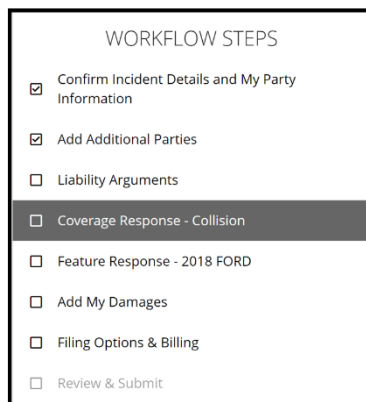 WORKFLOW STEPS
Confirm Incident Details and My Party
Information
Add Additional Parties
Liability Arguments
Coverage Response - Collision
Feature Response - 2018 FORD
Add My Damages
Filing Options & Billing
Review & Submit